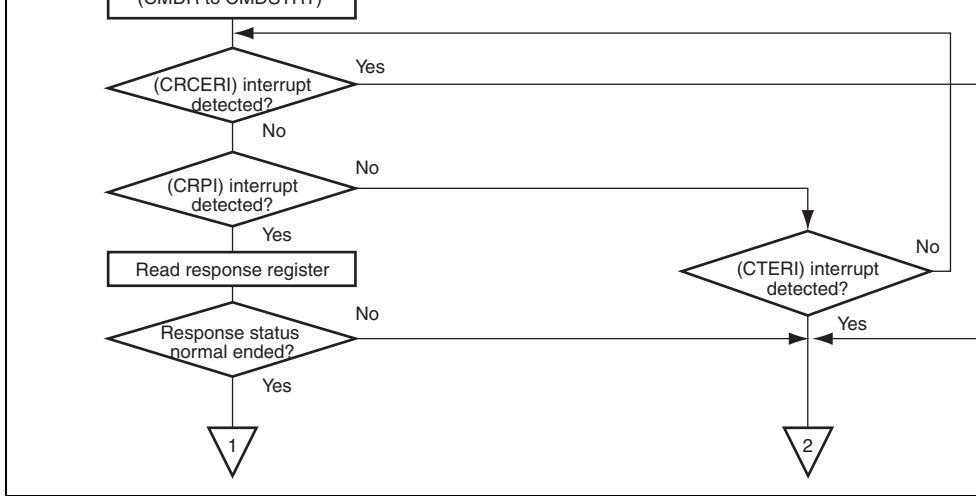 (CMDR to CMDSTRT)
(CRCERI) interrupt
detected?
Yes
No
(CRPI) interrupt
detected?
No
Yes
Read response register
(CTERI) interrupt
detected?
No
Yes
Response status
normal ended?
No
Yes
1
2